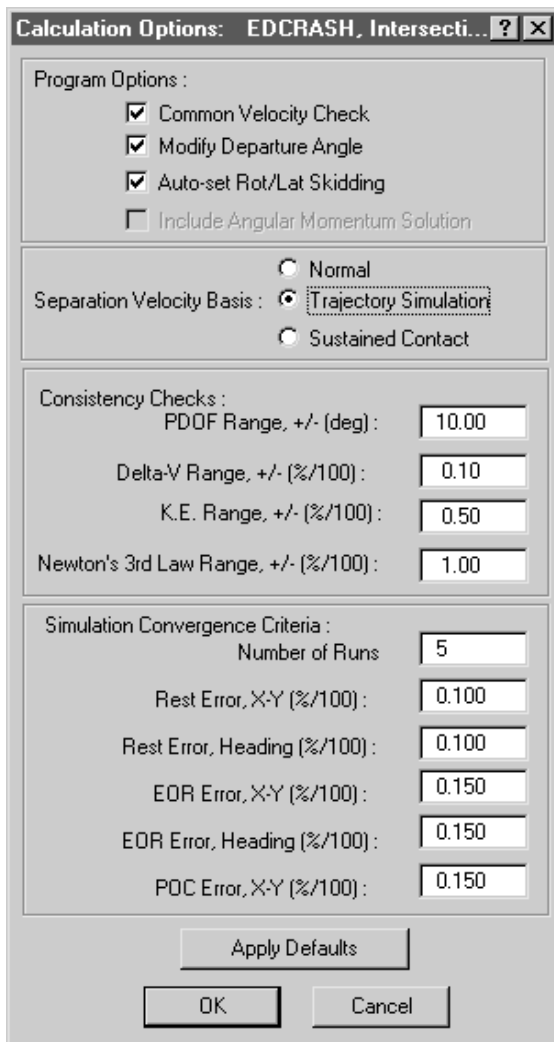 Calculation Options: EDCRASH, Intersecti... ? X
Program Options :
Common Velocity Check
Modify Departure Angle
Auto-set Rot/Lat Skidding
Include Angular Momentum Solution
Normal
Separation Velocity Basis : Trajectory Simulation
Sustained Contact
Consistency Checks :
PDOF Range, +/- (deg) : 10.00
Delta-V Range, +/- (%/100) : 0.10
K.E. Range, +/- (%/100) : 0.50
Newton's 3rd Law Range, +/- (%/100) : 1.00
Simulation Convergence Criteria :
Number of Runs 5
Rest Error, X-Y (%/100) : 0.100
Rest Error, Heading (%/100) : 0.100
EOR Error, X-Y (%/100) : 0.150
EOR Error, Heading (%/100) : 0.150
POC Error, X-Y (%/100) : 0.150
Apply Defaults
OK Cancel